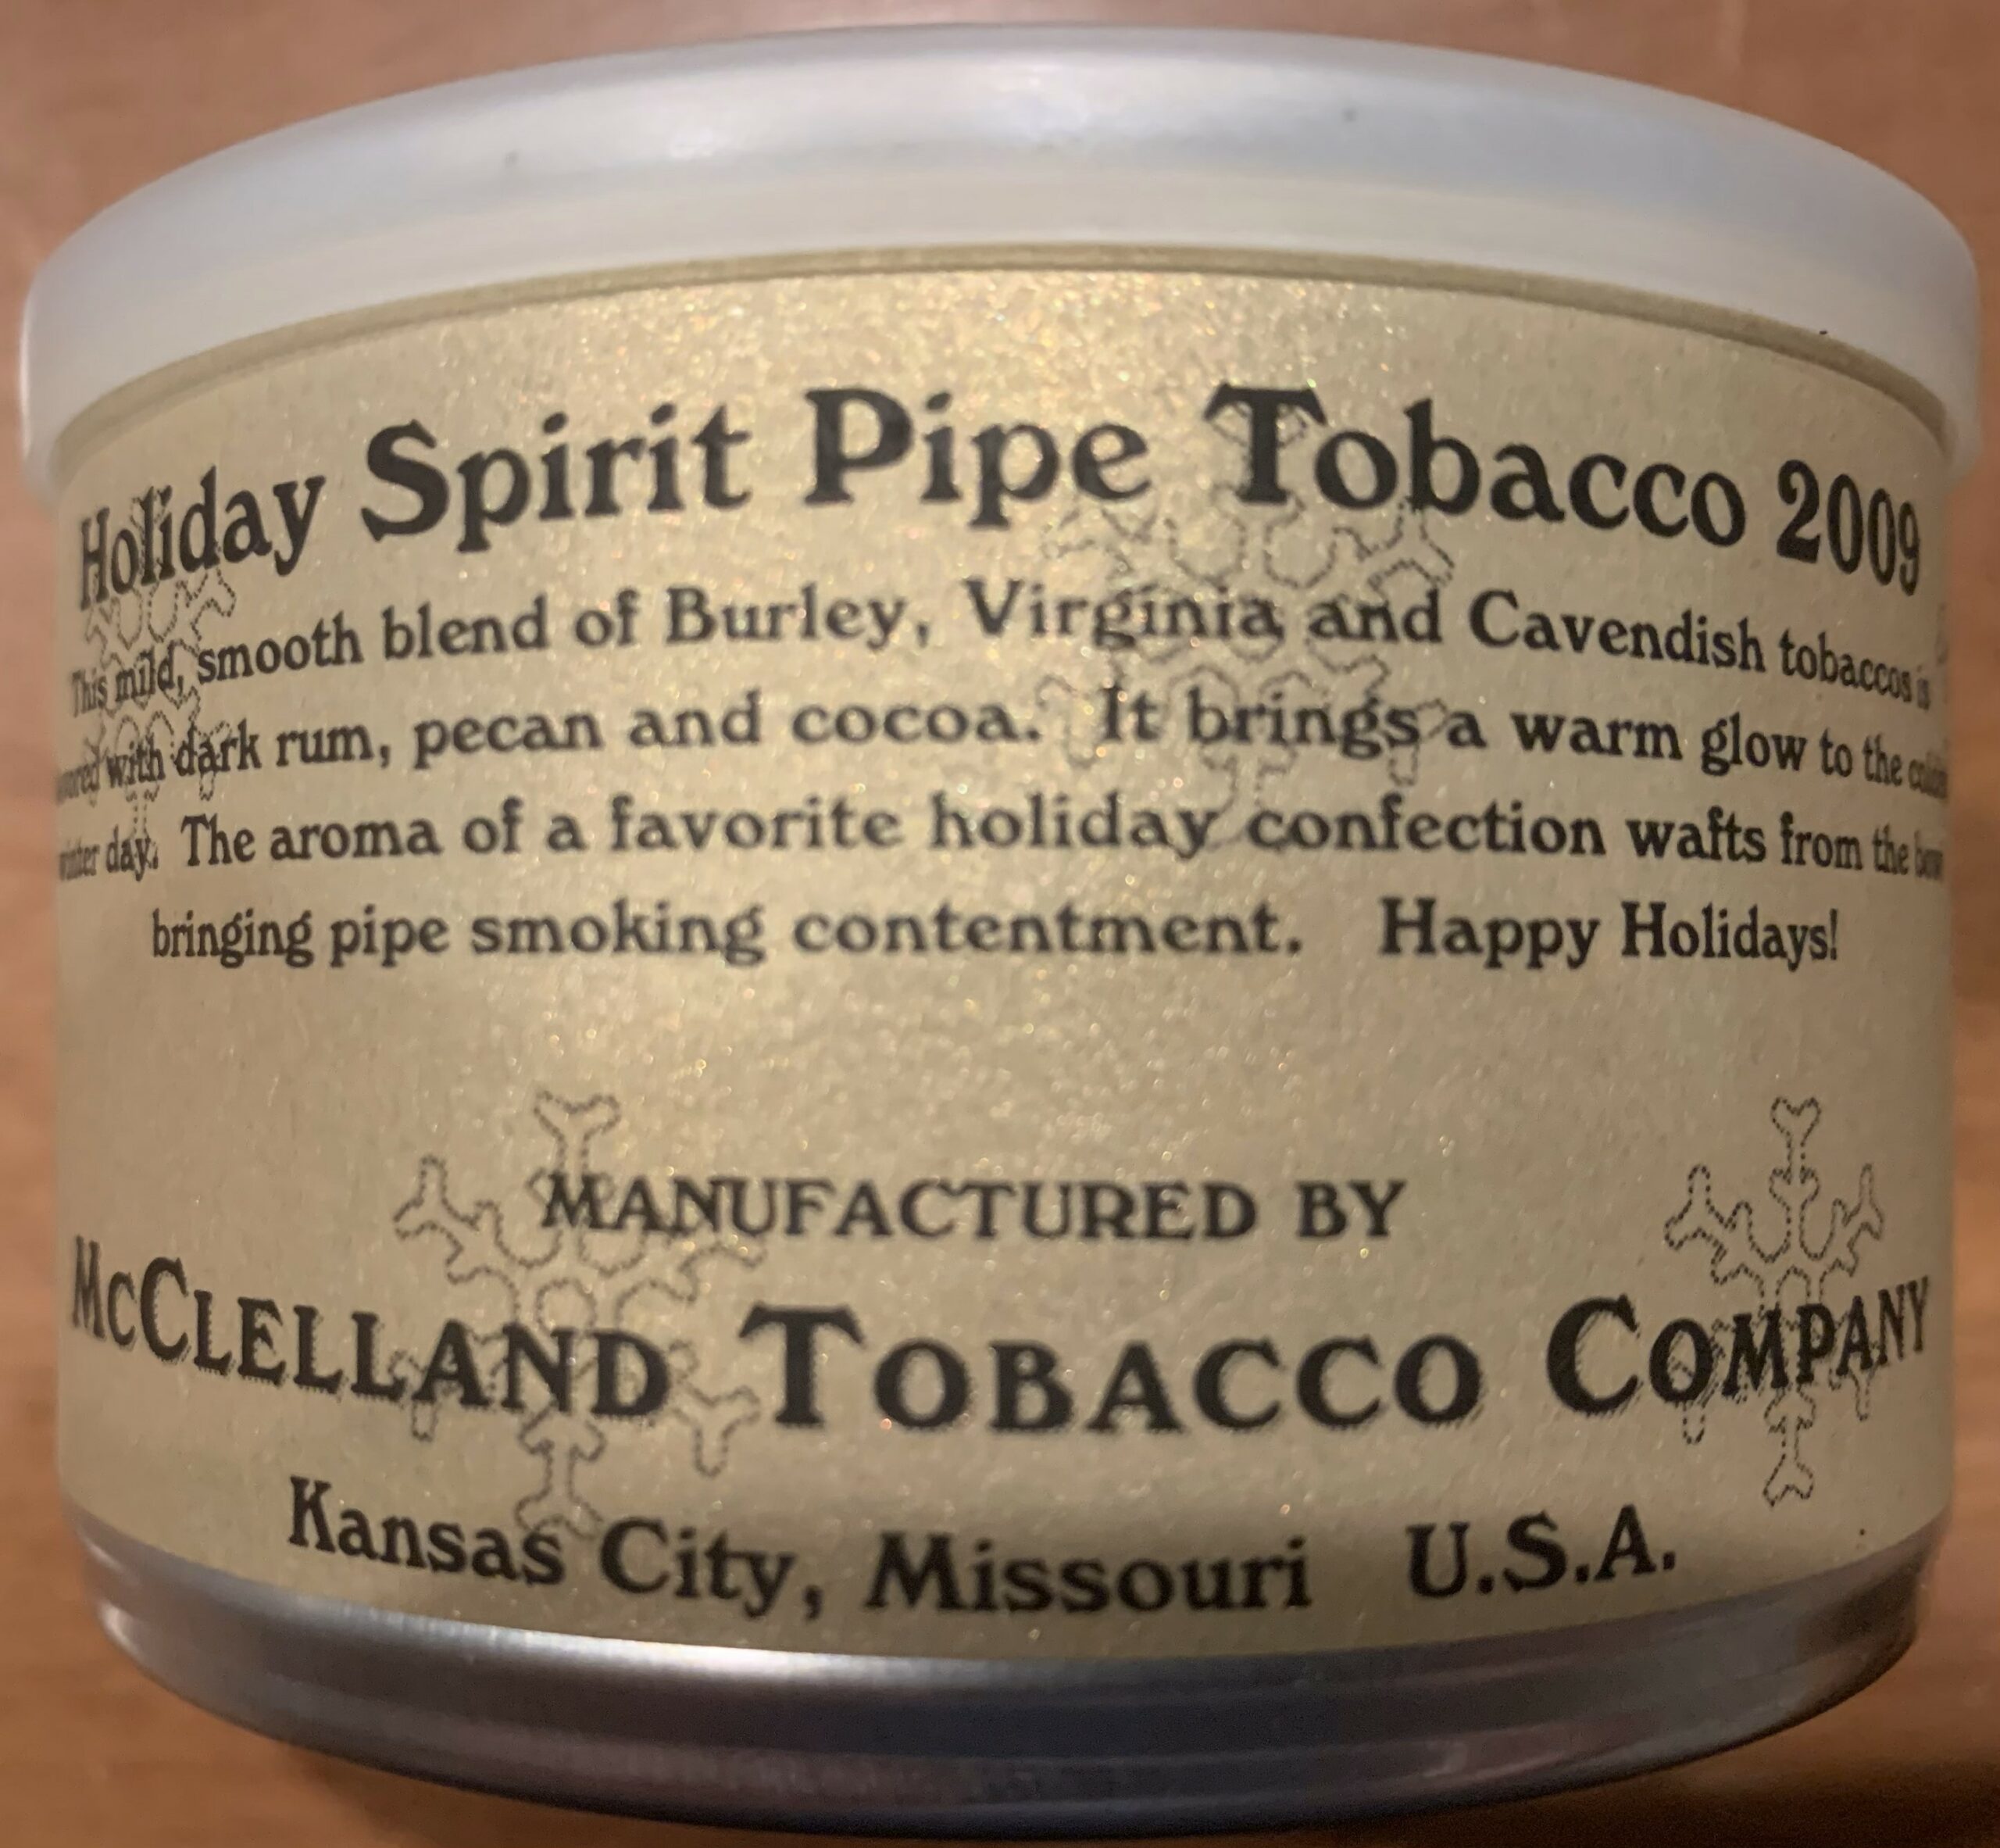 Holiday Spirit Pipe Tobacco 2009
This mild, smooth blend of Burley, Virginia and Cavendish tobaccos is
with dark rum, pecan and cocoa. It brings a warm glow to the
winter day. The aroma of a favorite holiday confection wafts from the
bringing pipe smoking contentment. Happy Holidays!
MANUFACTURED BY
MCCLELLAND TOBACCO COMPANY
Kansas City, Missouri U.S.A.